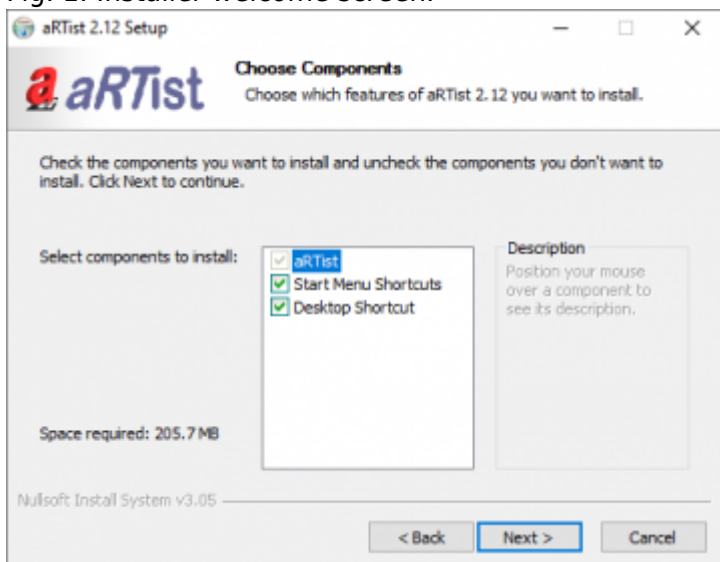 Fig. 1: Installer welcome screen.
aRTist 2.12 Setup
a aRTist
Choose Components
Choose which features of aRTist 2.12 you want to install.
Check the components you want to install and uncheck the components you don't want to
install. Click Next to continue.
Select components to install:
aRTist
Start Menu Shortcuts
Desktop Shortcut
Description
Position your mouse
over a component to
see its description.
Space required: 205.7 MB
Nullsoft Install System v3.05
< Back
Next >
Cancel